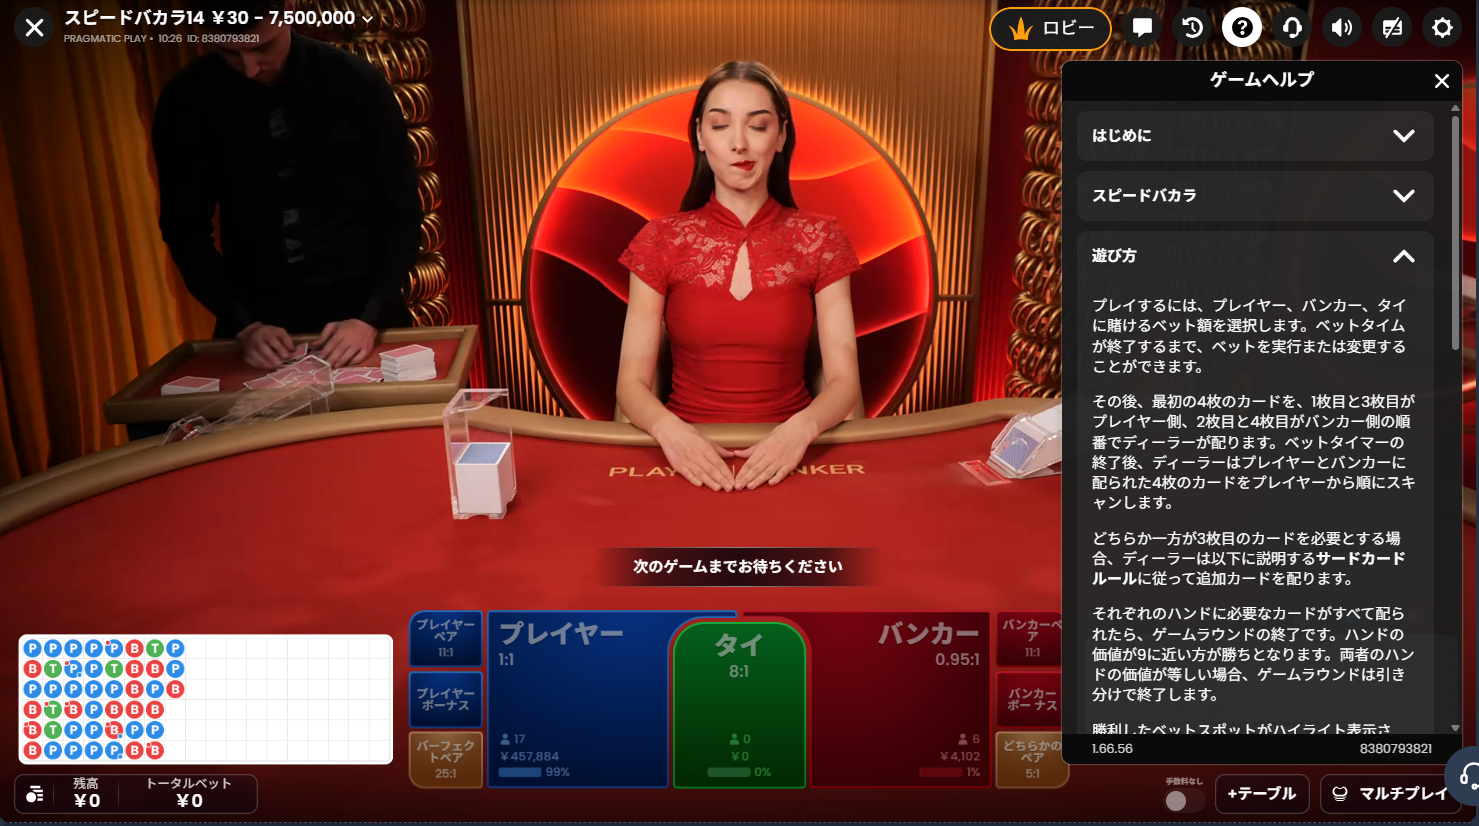 スピードバカラ14 ¥30 - 7,500,000
PRAGMATIC PLAY • 10:26 ID: 8380793821
ロビー
ゲームヘルプ
はじめに
スピードバカラ
遊び方
プレイするには、プレイヤー、バンカー、タイ
に賭けるベット額を選択します。ベットタイム
が終了するまで、ベットを実行または変更する
ことができます。
その後、最初の4枚のカードを、1枚目と3枚目が
プレイヤー側、2枚目と4枚目がバンカー側の順
番でディーラーが配ります。ベットタイマーの
終了後、ディーラーはプレイヤーとバンカーに
配られた4枚のカードをプレイヤーから順にスキ
ャンします。
どちらか一方が3枚目のカードを必要とする場
合、ディーラーは以下に説明するサードカード
ルールに従って追加カードを配ります。
それぞれのハンドに必要なカードがすべて配ら
れたら、ゲームラウンドの終了です。ハンドの
価値が9に近い方が勝ちとなります。両者のハン
ドの価値が等しい場合、ゲームラウンドは引き
分けで終了します。
勝利したベットスポットがハイライト表示さ
1.66.56
8380793821
次のゲームまでお待ちください
プレイヤー
ペア
11:1
プレイヤー
ボーナス
パーフェク
トペア
25:1
プレイヤー
1:1
17
¥457,884
99%
タイ
8:1
0
¥0
0%
バンカー
0.95:1
6
¥4,102
1%
バンカーペ
ア
11:1
バンカー
ボーナス
どちらかの
ペア
5:1
P P P P P B T P
B T P P T B B P
P P P P P B P B
B T B P B B B
B T P P B P P
B P P P P B B
残高
¥0
トータルベット
¥0
手数料なし
+テーブル
マルチプレイ